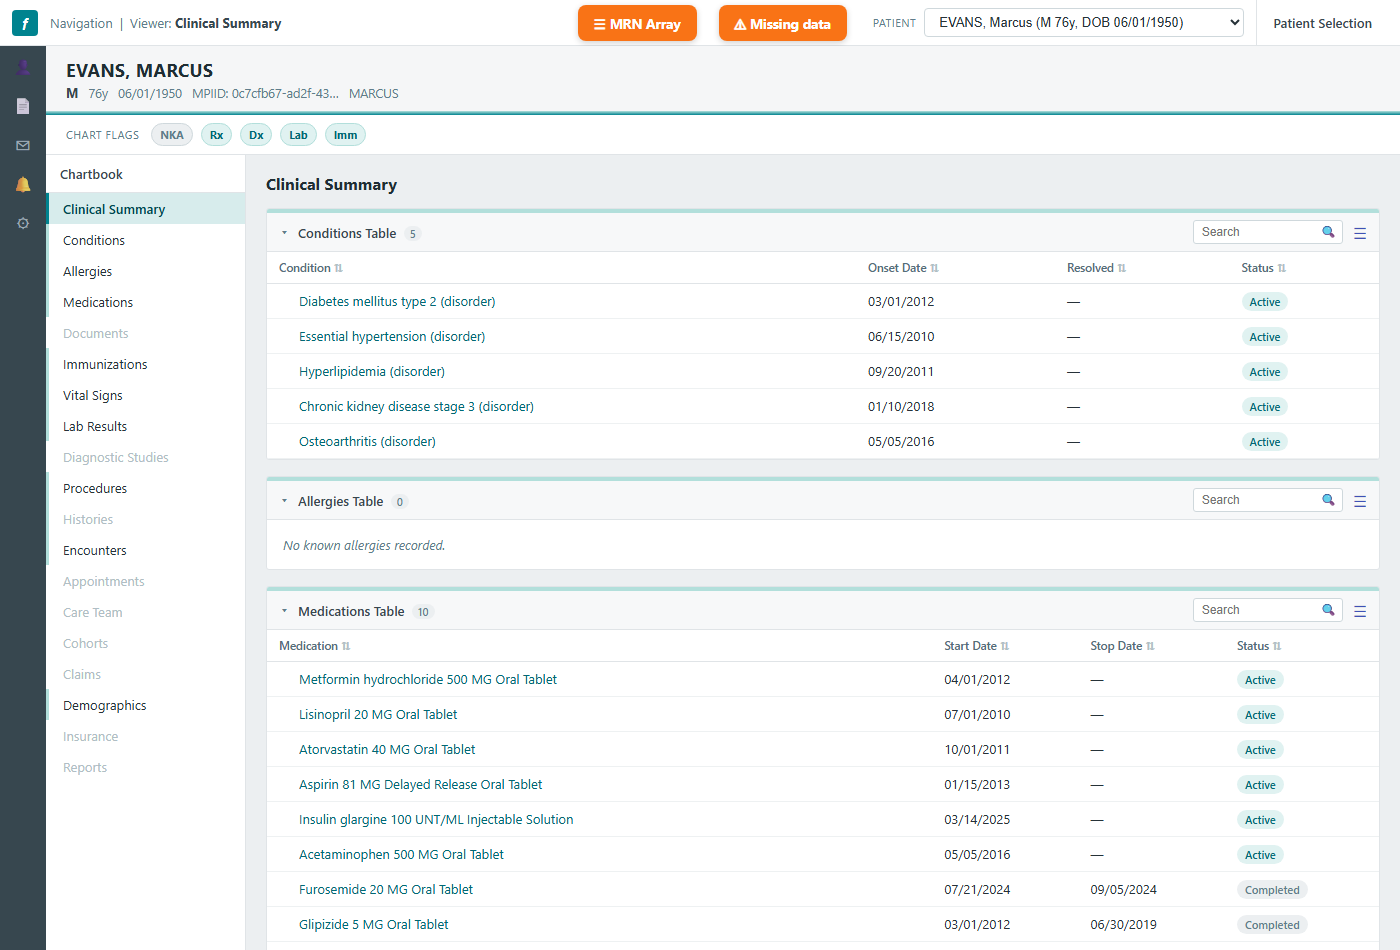 f Navigation | Viewer: Clinical Summary ☰ MRN Array ⚠ Missing data PATIENT EVANS, Marcus (M 76y, DOB 06/01/1950) Patient Selection
EVANS, MARCUS
M 76y 06/01/1950 MPIID: 0c7cfb67-ad2f-43... MARCUS
CHART FLAGS NKA Rx Dx Lab Imm
Chartbook
Clinical Summary
Conditions
Allergies
Medications
Documents
Immunizations
Vital Signs
Lab Results
Diagnostic Studies
Procedures
Histories
Encounters
Appointments
Care Team
Cohorts
Claims
Demographics
Insurance
Reports
Clinical Summary
Conditions Table 5 Search
Condition Onset Date Resolved Status
Diabetes mellitus type 2 (disorder) 03/01/2012 — Active
Essential hypertension (disorder) 06/15/2010 — Active
Hyperlipidemia (disorder) 09/20/2011 — Active
Chronic kidney disease stage 3 (disorder) 01/10/2018 — Active
Osteoarthritis (disorder) 05/05/2016 — Active
Allergies Table 0 Search
No known allergies recorded.
Medications Table 10 Search
Medication Start Date Stop Date Status
Metformin hydrochloride 500 MG Oral Tablet 04/01/2012 — Active
Lisinopril 20 MG Oral Tablet 07/01/2010 — Active
Atorvastatin 40 MG Oral Tablet 10/01/2011 — Active
Aspirin 81 MG Delayed Release Oral Tablet 01/15/2013 — Active
Insulin glargine 100 UNT/ML Injectable Solution 03/14/2025 — Active
Acetaminophen 500 MG Oral Tablet 05/05/2016 — Active
Furosemide 20 MG Oral Tablet 07/21/2024 09/05/2024 Completed
Glipizide 5 MG Oral Tablet 03/01/2012 06/30/2019 Completed